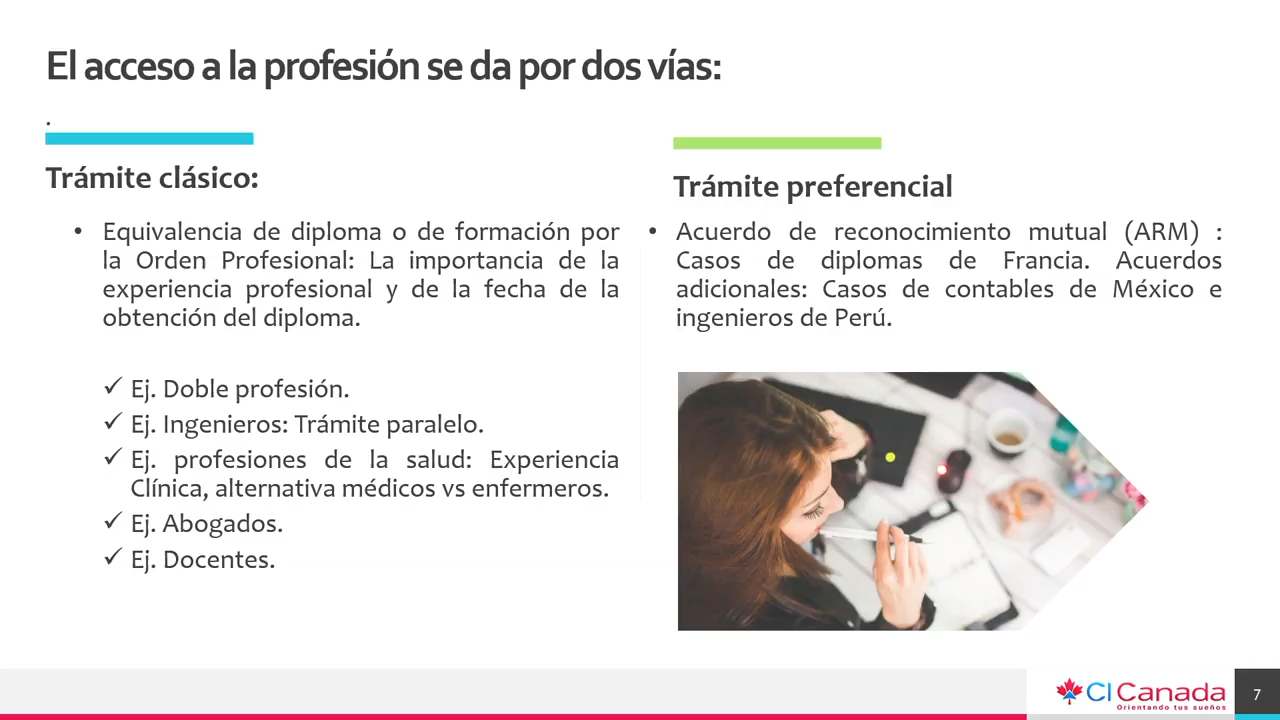 El acceso a la profesión se da por dos vías:
.
Trámite clásico:
• Equivalencia de diploma o de formación por
la Orden Profesional: La importancia de la
experiencia profesional y de la fecha de la
obtención del diploma.
✓ Ej. Doble profesión.
✓ Ej. Ingenieros: Trámite paralelo.
✓ Ej. profesiones de la salud: Experiencia
Clínica, alternativa médicos vs enfermeros.
✓ Ej. Abogados.
✓ Ej. Docentes.
Trámite preferencial
• Acuerdo de reconocimiento mutual (ARM) :
Casos de diplomas de Francia. Acuerdos
adicionales: Casos de contables de México e
ingenieros de Perú.
CI Canada
Orientando tus sueños
7